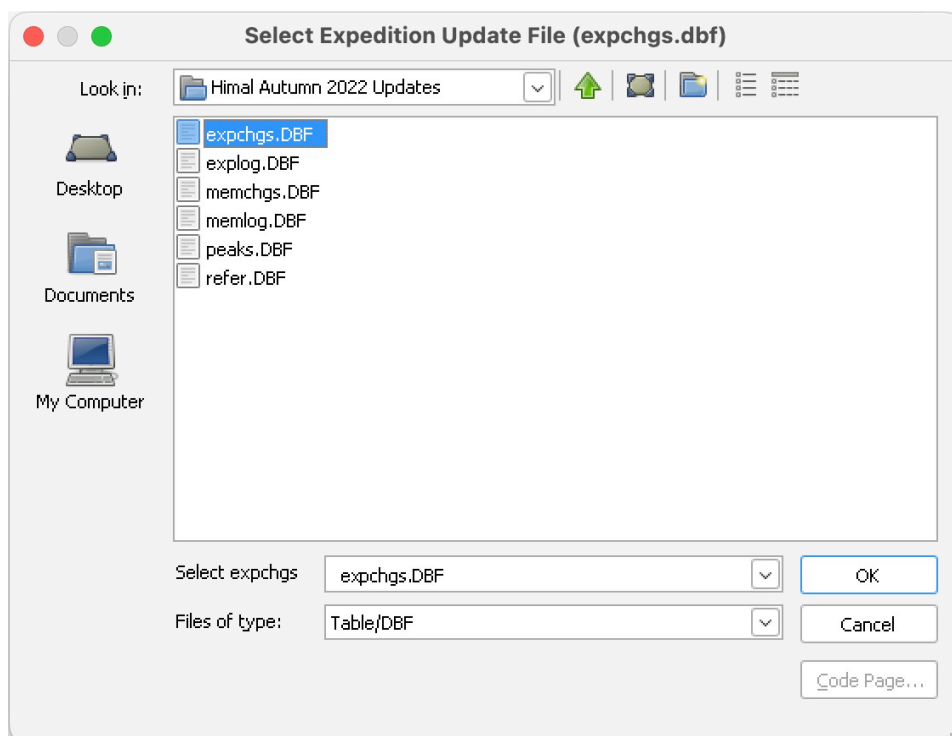 Select Expedition Update File (expchgs.dbf)
Look in:
Himal Autumn 2022 Updates
expchgs.DBF
explog.DBF
memchgs.DBF
memlog.DBF
peaks.DBF
refer.DBF
Desktop
Documents
My Computer
Select expchgs
expchgs.DBF
OK
Files of type:
Table/DBF
Cancel
Code Page...